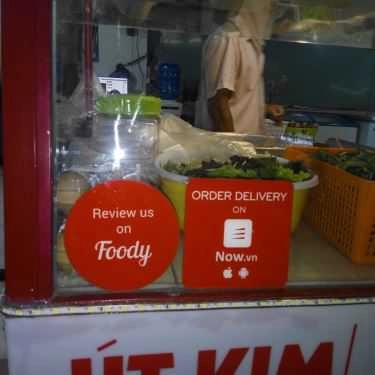 Review us
on
Foody
ORDER DELIVERY
ON
Now.vn
ÚT KIM